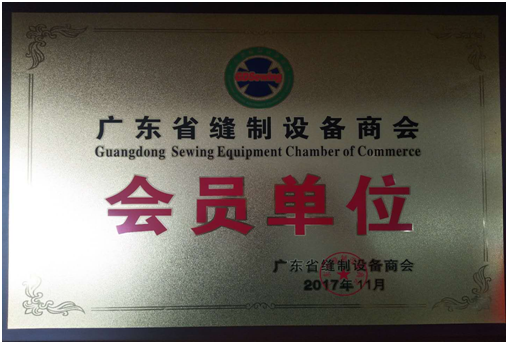 广东省缝制设备商会
Guangdong Sewing Equipment Chamber of Commerce
会员单位
广东省缝制设备商会
2017年11月